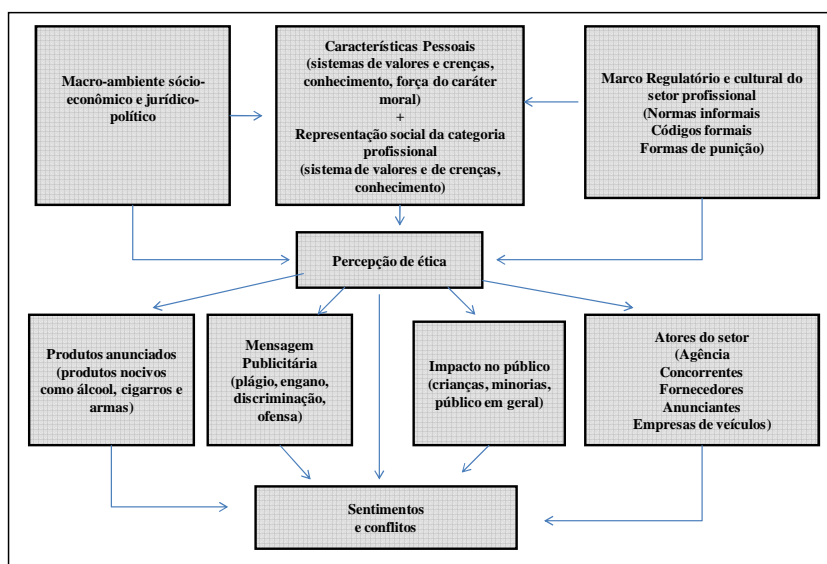 Macro-ambiente sócio-
econômico e jurídico-
político
Características Pessoais
(sistemas de valores e crenças,
conhecimento, força do caráter
moral)
+
Representação social da categoria
profissional
(sistema de valores e de crenças,
conhecimento)
Marco Regulatório e cultural do
setor profissional
(Normas informais
Códigos formais
Formas de punição)
Percepção de ética
Produtos anunciados
(produtos nocivos
como álcool, cigarros e
armas)
Mensagem
Publicitária
(plágio, engano,
discriminação,
ofensa)
Impacto no público
(crianças, minorias,
público em geral)
Atores do setor
(Agência
Concorrentes
Fornecedores
Anunciantes
Empresas de veículos)
Sentimentos
e conflitos